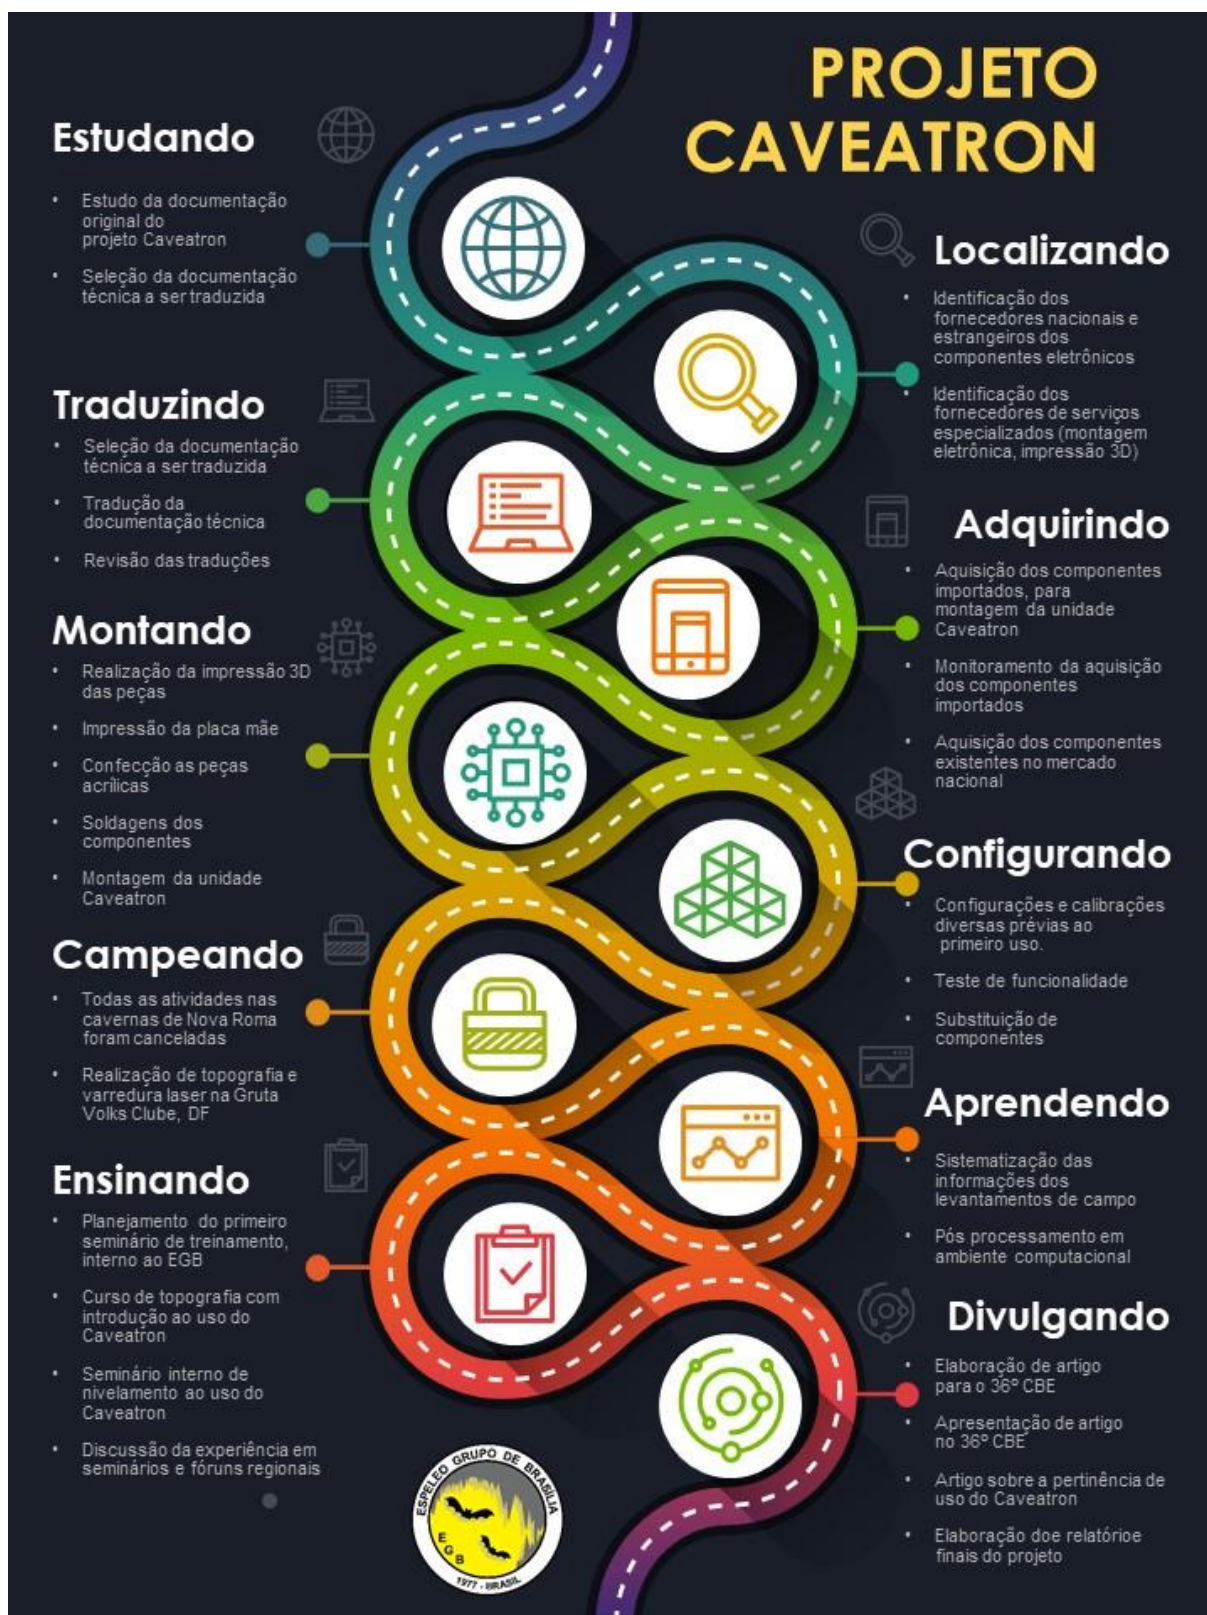 PROJETO
CAVEATRON
Estudando
• Estudo da documentação
original do
projeto Caveatron
• Seleção da documentação
técnica a ser traduzida
Localizando
• Identificação dos
fornecedores nacionais e
estrangeiros dos
componentes eletrônicos
• Identificação dos
fornecedores de serviços
especializados (montagem
eletrônica, impressão 3D)
Traduzindo
• Seleção da documentação
técnica a ser traduzida
• Tradução da
documentação técnica
• Revisão das traduções
Adquirindo
• Aquisição dos componentes
importados, para
montagem da unidade
Caveatron
• Monitoramento da aquisição
dos componentes
importados
• Aquisição dos componentes
existentes no mercado
nacional
Montando
• Realização da impressão 3D
das peças
• Impressão da placa mãe
• Confecção as peças
acrílicas
• Soldagens dos
componentes
• Montagem da unidade
Caveatron
Configurando
• Configurações e calibrações
diversas prévias ao
primeiro uso.
• Teste de funcionalidade
• Substituição de
componentes
Campeando
• Todas as atividades nas
cavernas de Nova Roma
foram canceladas
• Realização de topografia e
varredura laser na Gruta
Volks Clube, DF
Aprendendo
• Sistematização das
informações dos
levantamentos de campo
• Pós processamento em
ambiente computacional
Ensinando
• Planejamento do primeiro
seminário de treinamento,
interno ao EGB
• Curso de topografia com
introdução ao uso do
Caveatron
• Seminário interno de
nivelamento ao uso do
Caveatron
• Discussão da experiência em
seminários e fóruns regionais
Divulgando
• Elaboração de artigo
para o 36º CBE
• Apresentação de artigo
no 36º CBE
• Artigo sobre a pertinência de
uso do Caveatron
• Elaboração doe relatórioe
finais do projeto
ESPELEO GRUPO DE BRASÍLIA
EGB
1977 - BRASIL